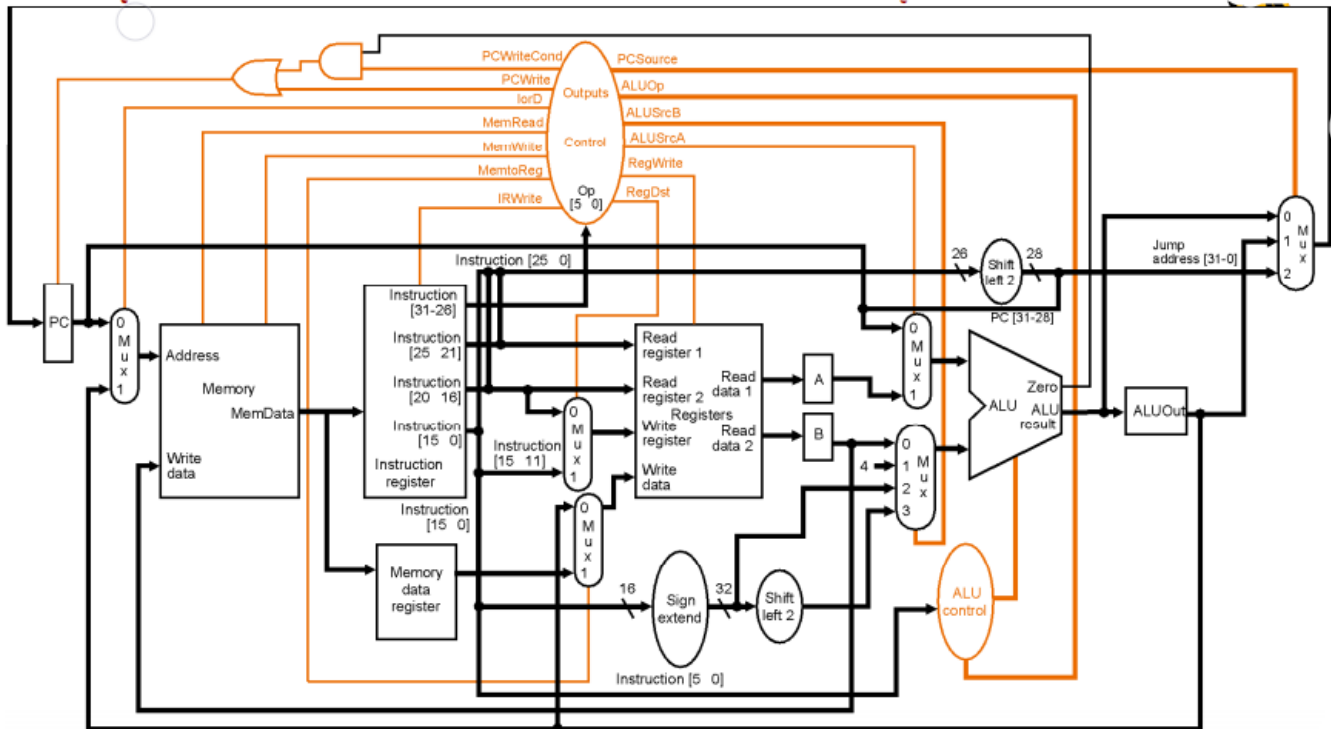 PCWriteCond
PCWrite
IorD
MemRead
MemWrite
MemtoReg
IRWrite
Outputs
Control
Op
[5 0]
PCSource
ALUOp
ALUSrcB
ALUSrcA
RegWrite
RegDst
PC
0
M
u
x
1
Address
Memory
MemData
Write
data
Instruction [25 0]
Instruction
[31-26]
Instruction
[25 21]
Instruction
[20 16]
Instruction
[15 0]
Instruction
register
Instruction
[15 11]
Instruction
[15 0]
Memory
data
register
0
M
u
x
1
0
M
u
x
1
Read
register 1
Read
register 2
Registers
Write
register
Write
data
Read
data 1
Read
data 2
A
B
4
16
Sign
extend
32
Shift
left 2
Instruction [5 0]
26
Shift
left 2
28
PC [31-28]
Jump
address [31-0]
0
M
u
x
1
0
1
2
3
M
u
x
ALU
Zero
ALU
result
ALU
control
ALUOut
0
1
2
M
u
x